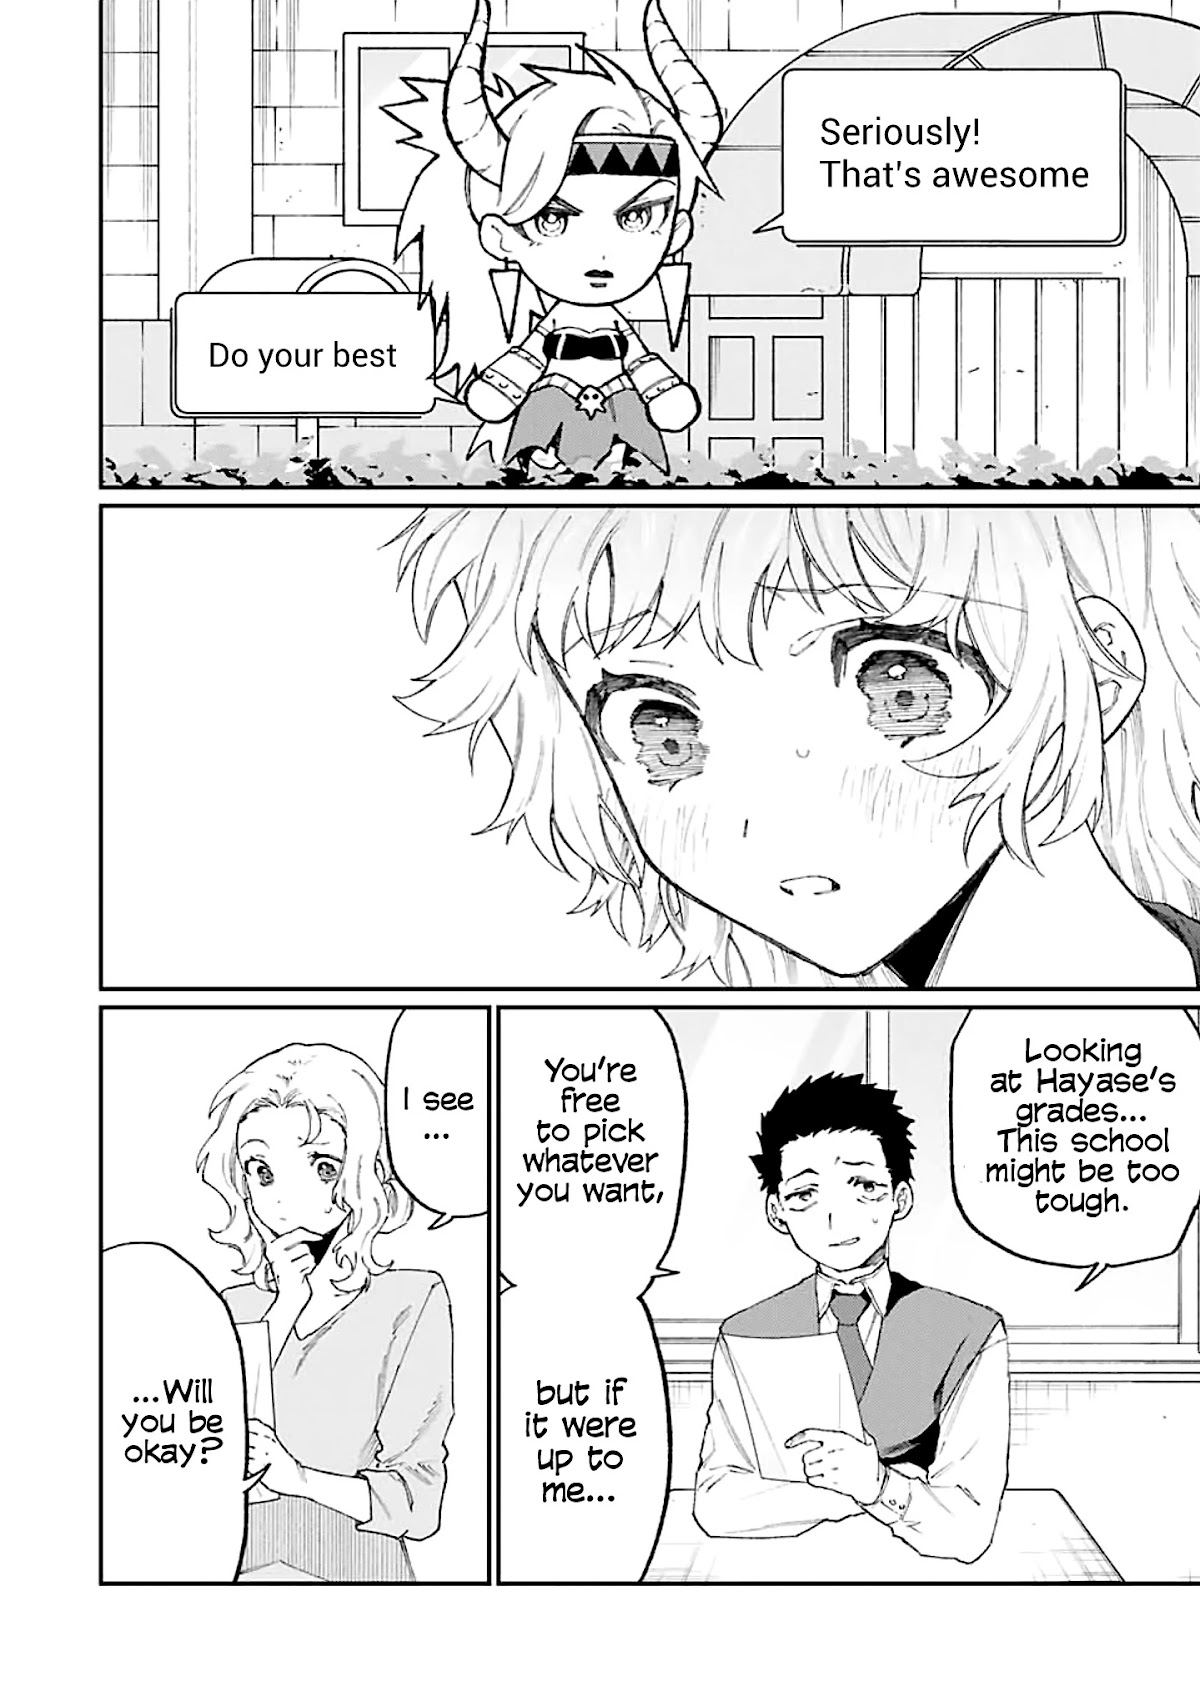 Seriously!
That's awesome
Do your best
Looking
at Hayase's
grades...
This school
might be too
tough.
You're
free
to pick
whatever
you want,
but if
it were
up to
me...
I see
...
...Will
you be
okay?